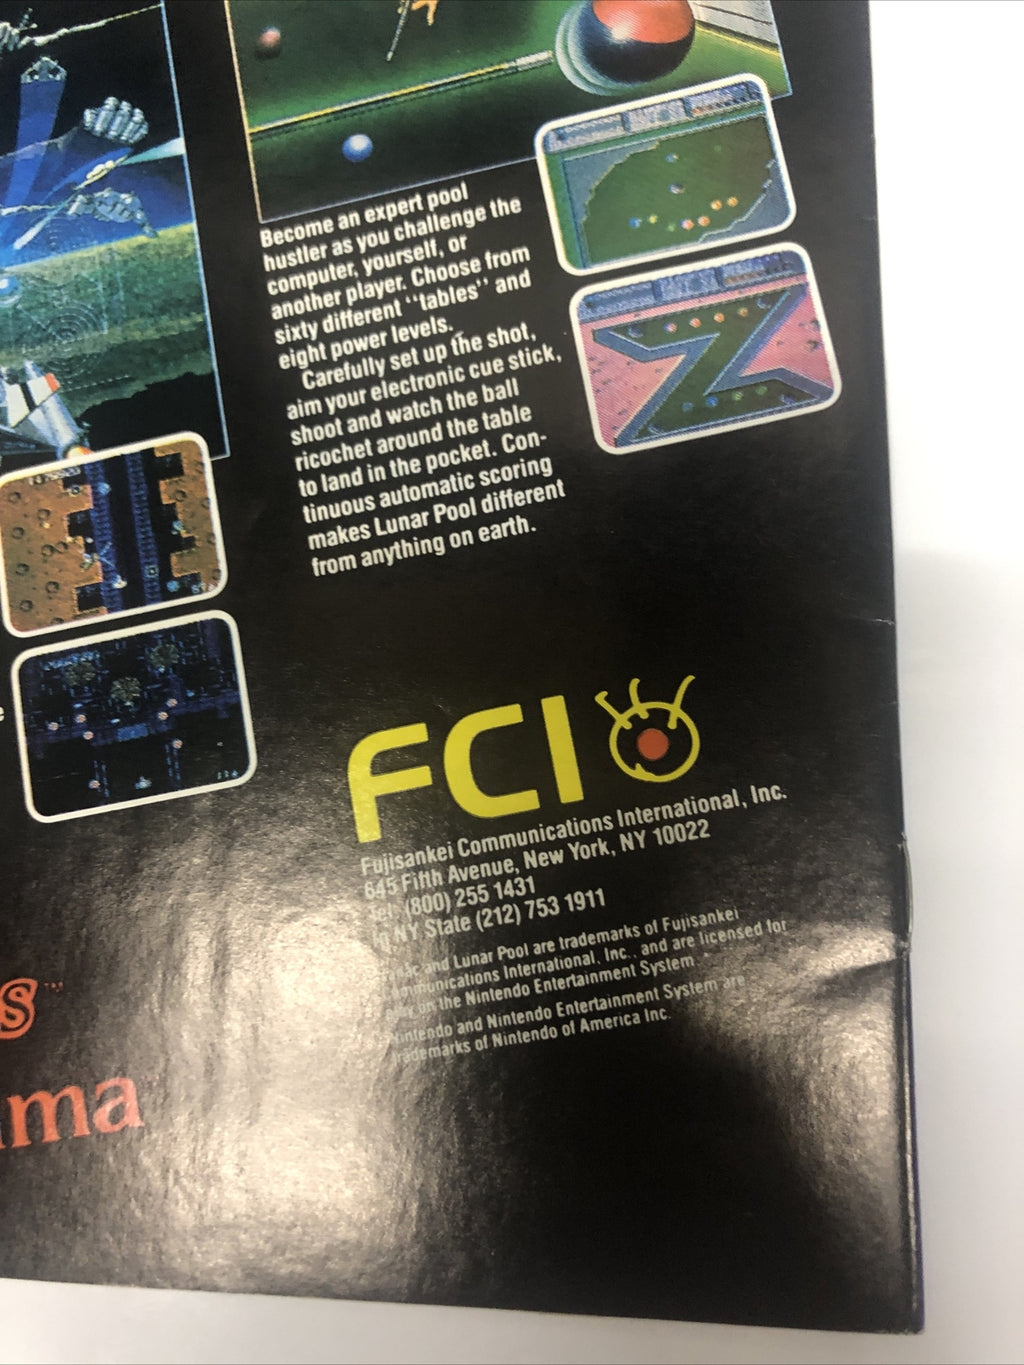 Become an expert pool
hustler as you challenge the
computer, yourself, or
another player. Choose from
sixty different "tables" and
eight power levels.
Carefully set up the shot,
aim your electronic cue stick,
shoot and watch the ball
ricochet around the table
to land in the pocket. Con-
tinuous automatic scoring
makes Lunar Pool different
from anything on earth.
e
FCI
Fujisankei Communications International, Inc.
645 Fifth Avenue, New York, NY 10022
Tel: (800) 255 1431
In NY State (212) 753 1911
and Lunar Pool are trademarks of Fujisankei
mmunications International, Inc., and are licensed for
play on the Nintendo Entertainment System
Nintendo and Nintendo Entertainment System are
trademarks of Nintendo of America Inc.
s™
ma